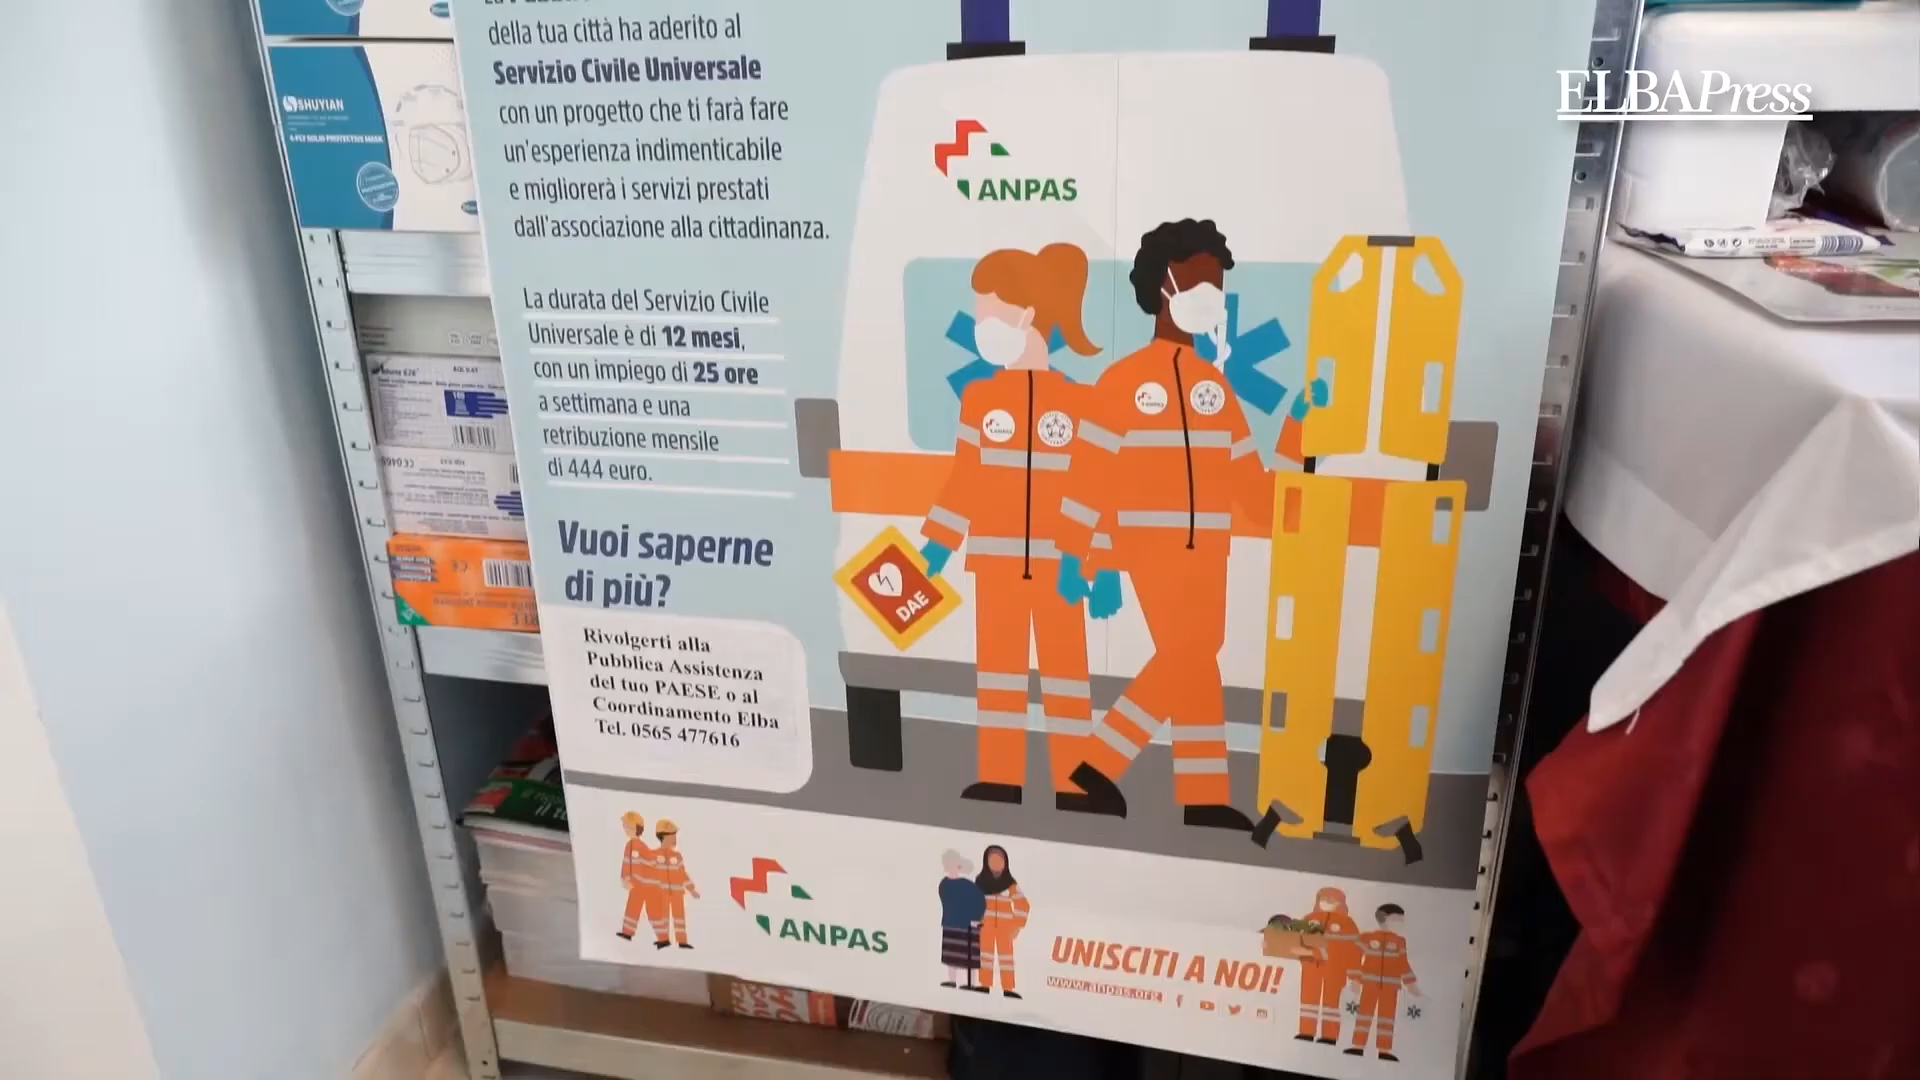 della tua città ha aderito al
Servizio Civile Universale
con un progetto che ti farà fare
un'esperienza indimenticabile
e migliorerà i servizi prestati
dall'associazione alla cittadinanza.
La durata del Servizio Civile
Universale è di 12 mesi,
con un impiego di 25 ore
a settimana e una
retribuzione mensile
di 444 euro.
Vuoi saperne
di più?
Rivolgerti alla
Pubblica Assistenza
del tuo PAESE o al
Coordinamento Elba
Tel. 0565 477616
ANPAS
DAE
ANPAS
UNISCITI A NOI!
www.anpas.org
SHUYIAN
ELBAPress